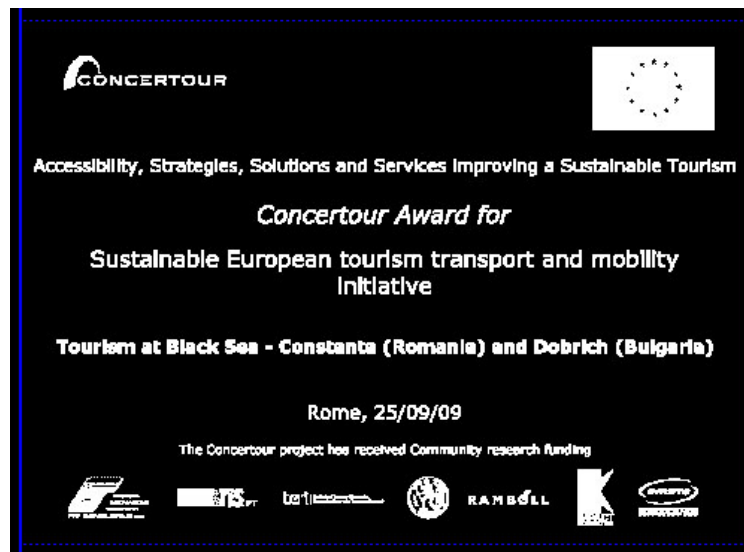 CONCERTOUR
Accessibility, Strategies, Solutions and Services improving a Sustainable Tourism
Concertour Award for
Sustainable European tourism transport and mobility
initiative
Tourism at Black Sea - Constanta (Romania) and Dobrich (Bulgaria)
Rome, 25/09/09
The Concertour project has received Community research funding
RAMBOLL